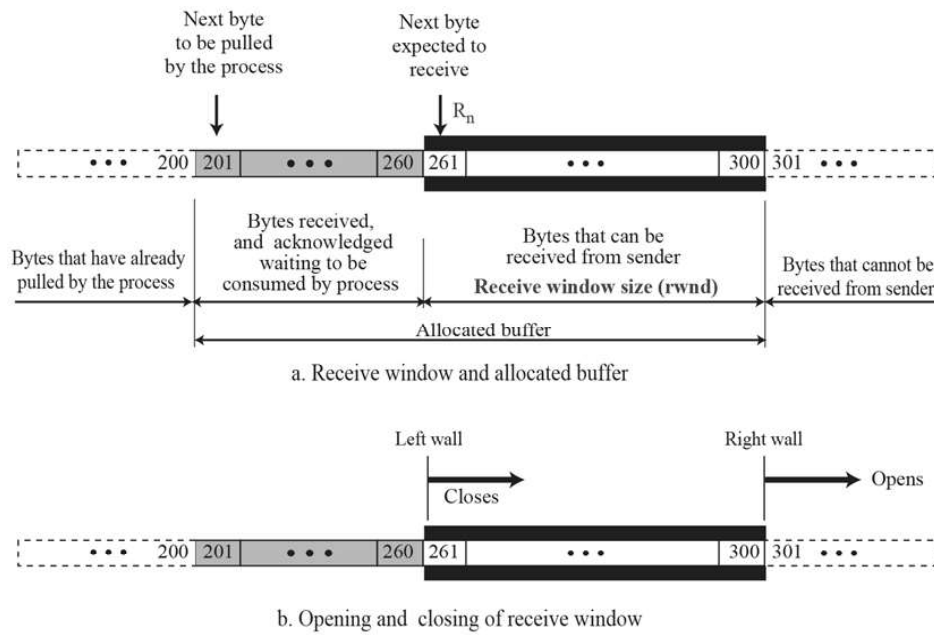 Next byte
to be pulled
by the process
Next byte
expected to
receive
Rn
••• 200 201 ••• 260 261 ••• 300 301 •••
Bytes that have already
pulled by the process
Bytes received,
and acknowledged
waiting to be
consumed by process
Bytes that can be
received from sender
Receive window size (rwnd)
Bytes that cannot be
received from sender
Allocated buffer
a. Receive window and allocated buffer
Left wall
Right wall
Closes
Opens
••• 200 201 ••• 260 261 ••• 300 301 •••
b. Opening and closing of receive window